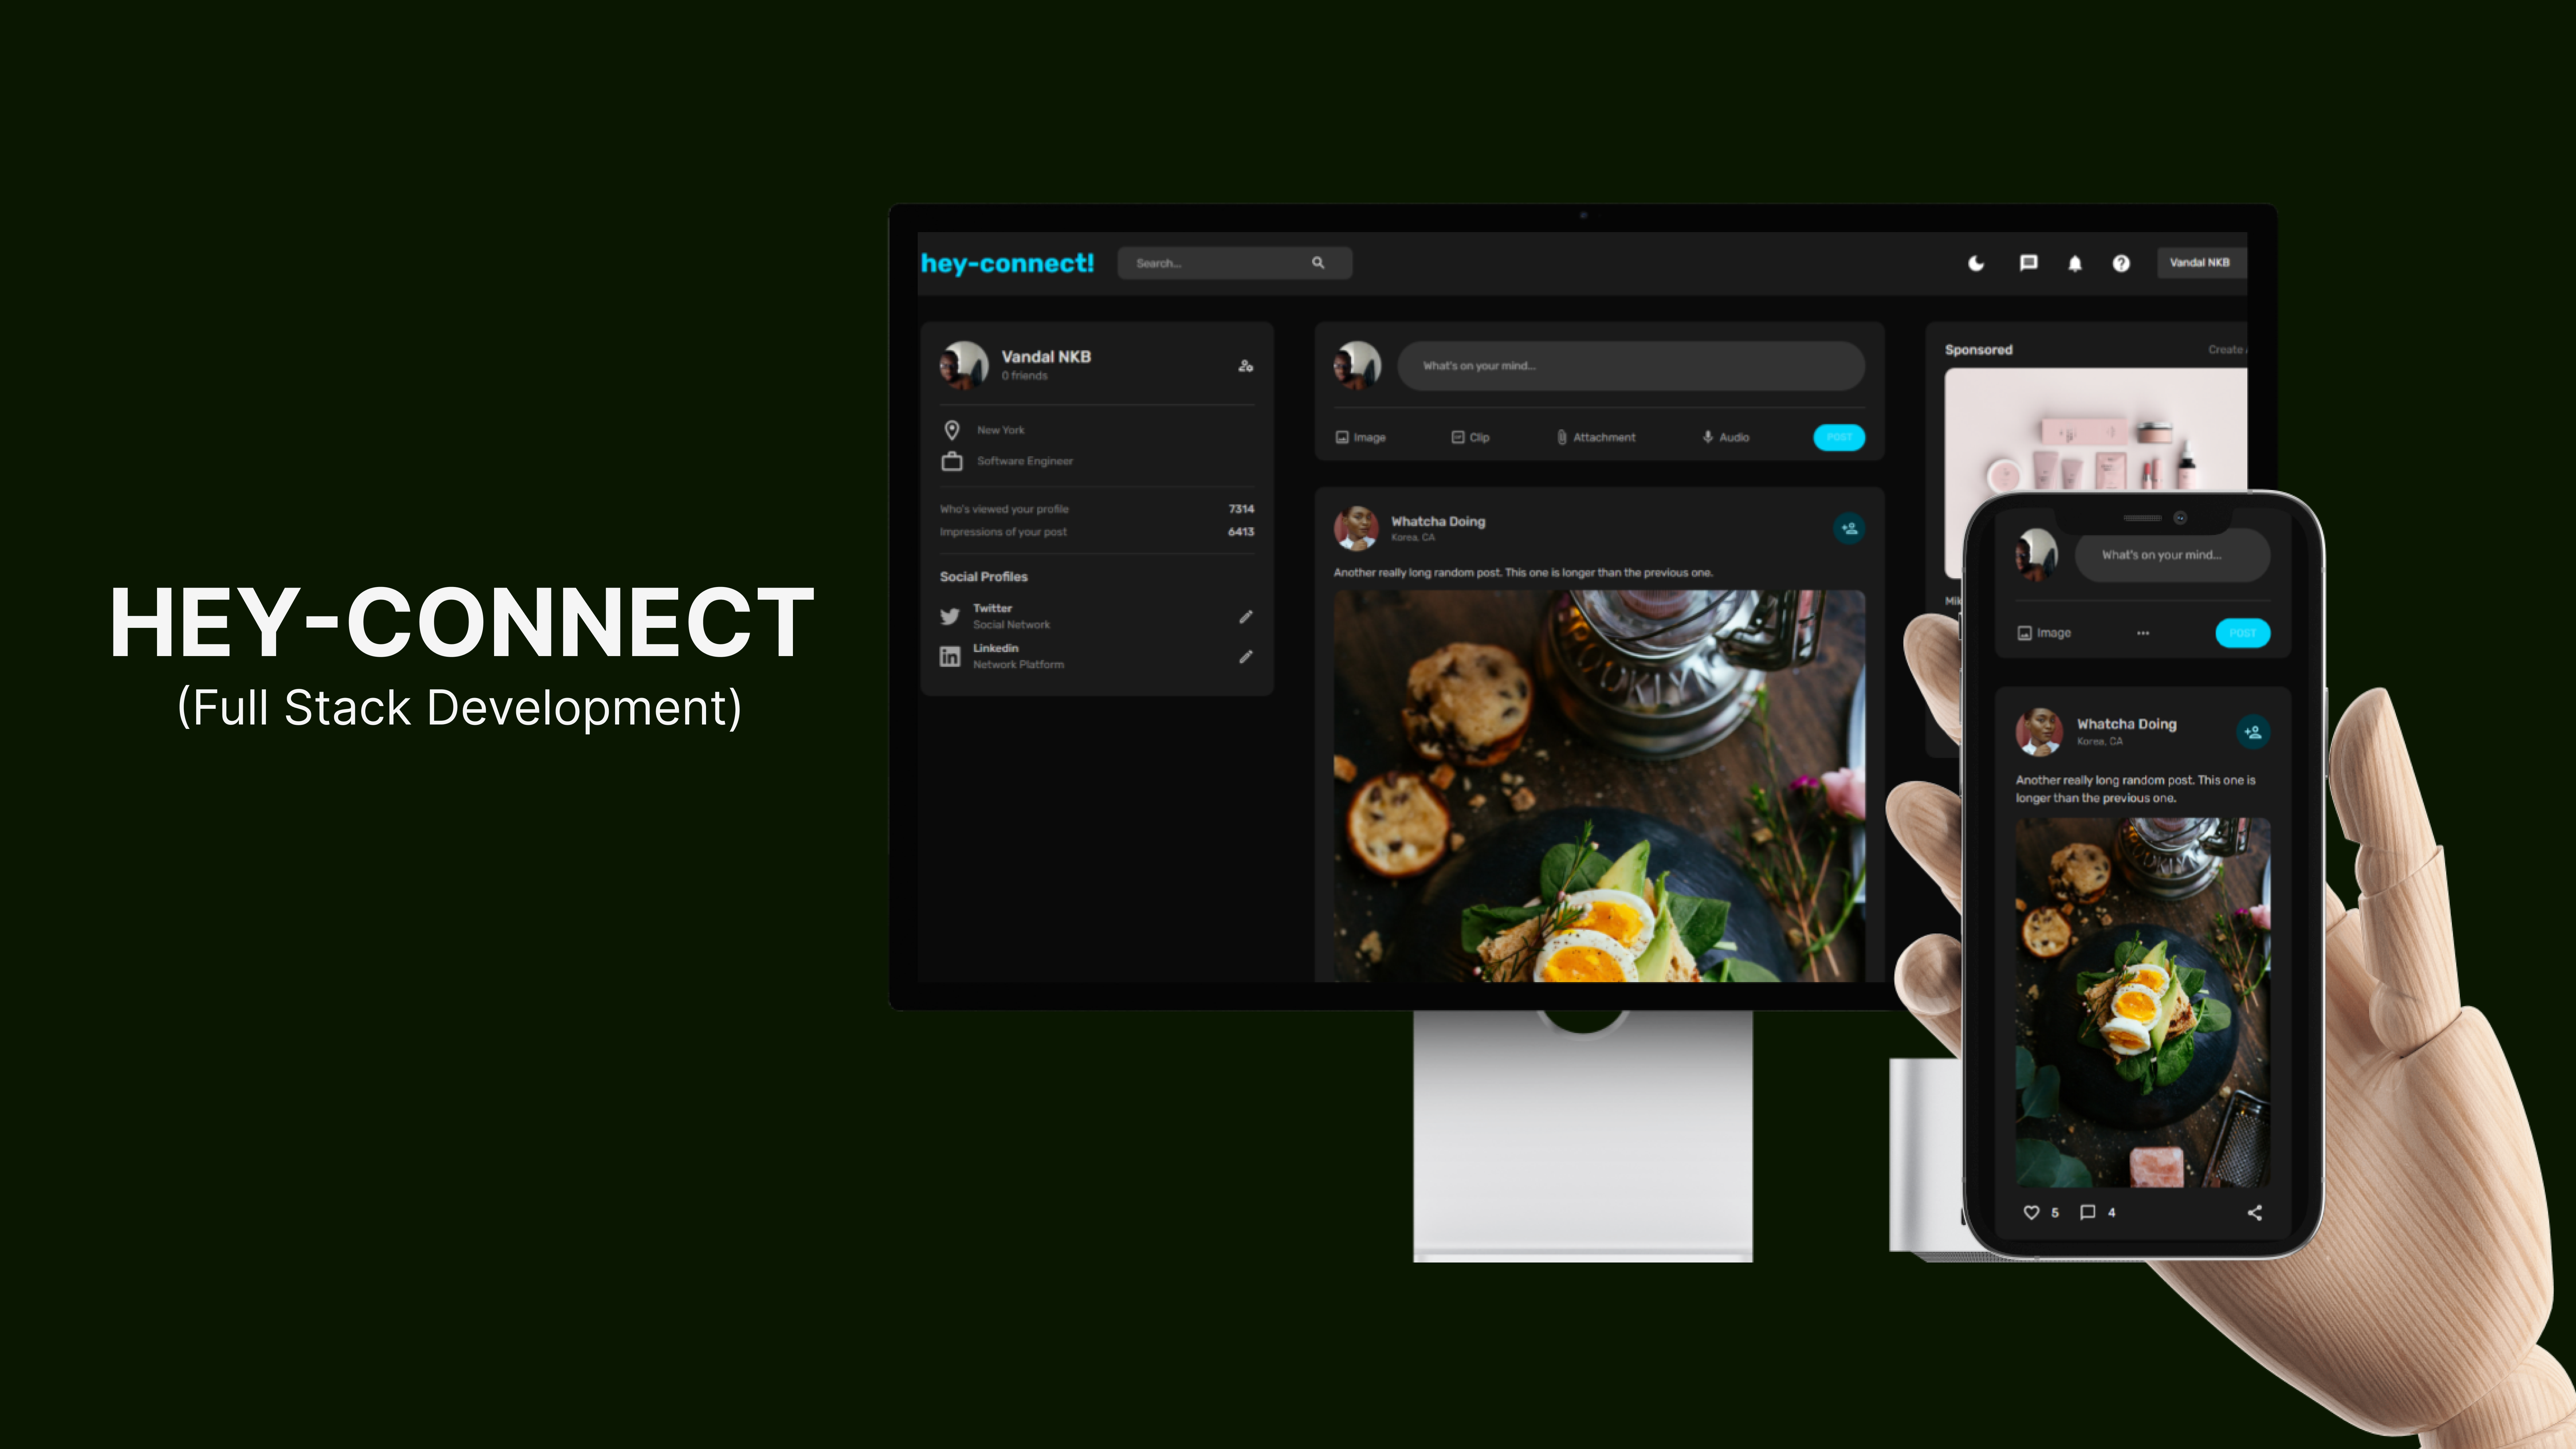 HEY-CONNECT
(Full Stack Development)
hey-connect!
Search...
Vandal NKB
Vandal NKB
0 friends
New York
Software Engineer
Who's viewed your profile 7314
Impressions of your post 6413
Social Profiles
Twitter
Social Network
Linkedin
Network Platform
What's on your mind...
Image Clip Attachment Audio POST
Whatcha Doing
Korea, CA
Another really long random post. This one is longer than the previous one.
Sponsored Create
What's on your mind...
Image POST
Whatcha Doing
Korea, CA
Another really long random post. This one is
longer than the previous one.
5 4